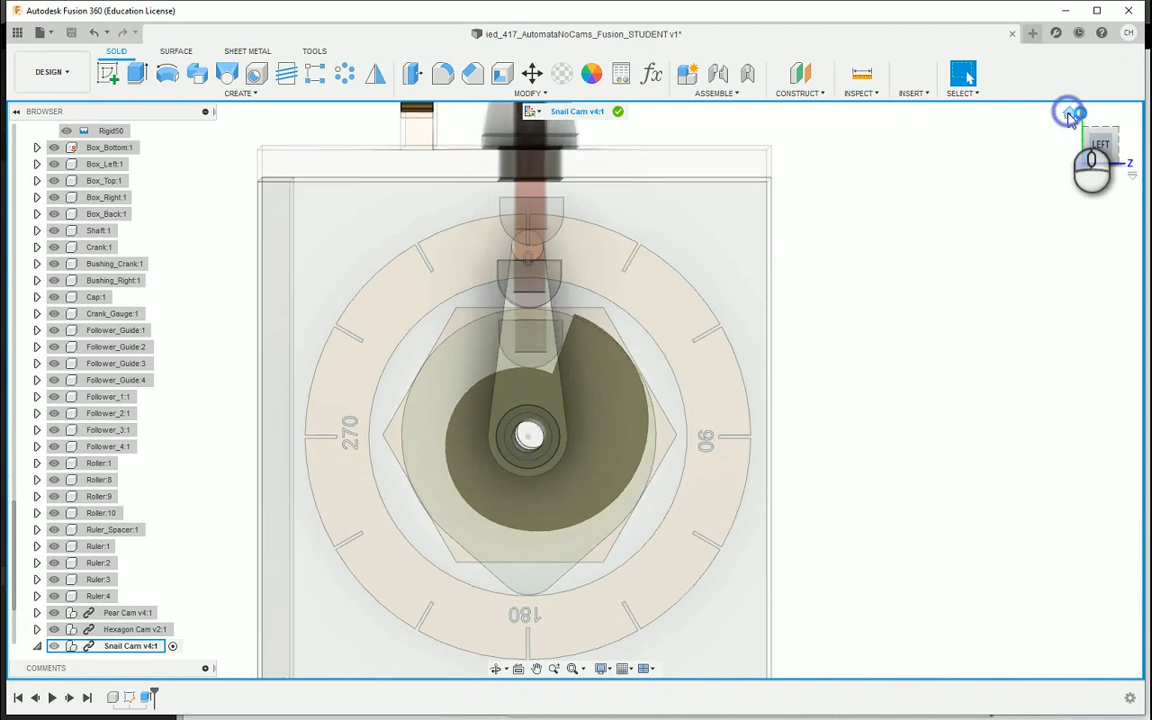 Autodesk Fusion 360 (Education License)
ied_417_AutomataNoCams_Fusion_STUDENT v1*
CH
SOLID SURFACE SHEET METAL TOOLS
DESIGN
CREATE MODIFY ASSEMBLE CONSTRUCT INSPECT INSERT SELECT
BROWSER
Snail Cam v4:1
Rigid50
Box_Bottom:1
Box_Left:1
Box_Top:1
Box_Right:1
Box_Back:1
Shaft:1
Crank:1
Bushing_Crank:1
Bushing_Right:1
Cap:1
Crank_Gauge:1
Follower_Guide:1
Follower_Guide:2
Follower_Guide:3
Follower_Guide:4
Follower_1:1
Follower_2:1
Follower_3:1
Follower_4:1
Roller:1
Roller:8
Roller:9
Roller:10
Ruler_Spacer:1
Ruler:1
Ruler:2
Ruler:3
Ruler:4
Pear Cam v4:1
Hexagon Cam v2:1
Snail Cam v4:1
0
270
90
180
LEFT
Z
COMMENTS